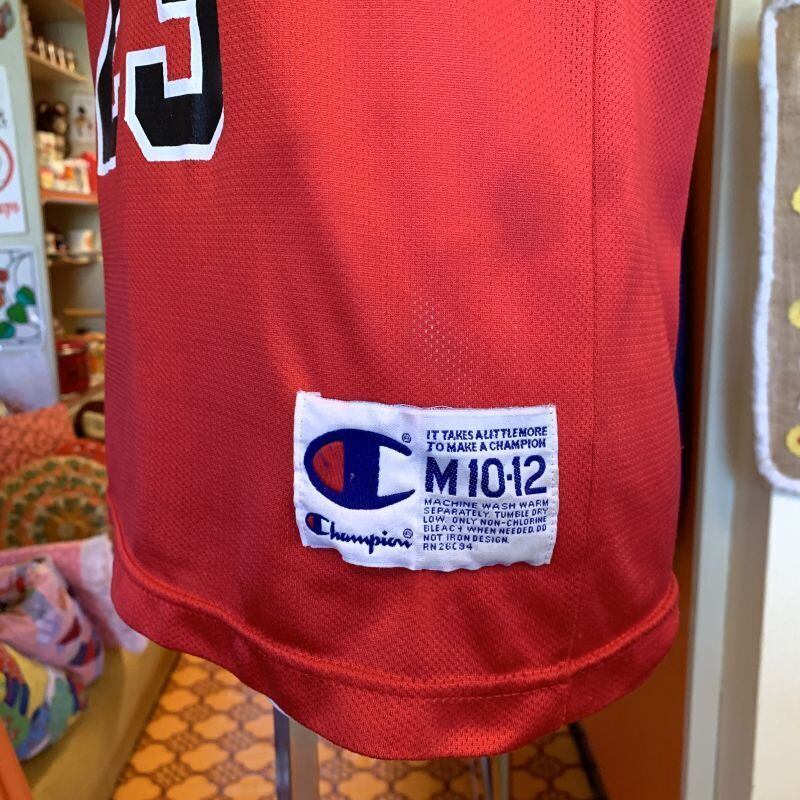 23
IT TAKES A LITTLE MORE
TO MAKE A CHAMPION
®
M 10-12
MACHINE WASH WARM
SEPARATELY. TUMBLE DRY
LOW. ONLY NON-CHLORINE
BLEACH WHEN NEEDED. DO
NOT IRON DESIGN.
RN26094
Champion®